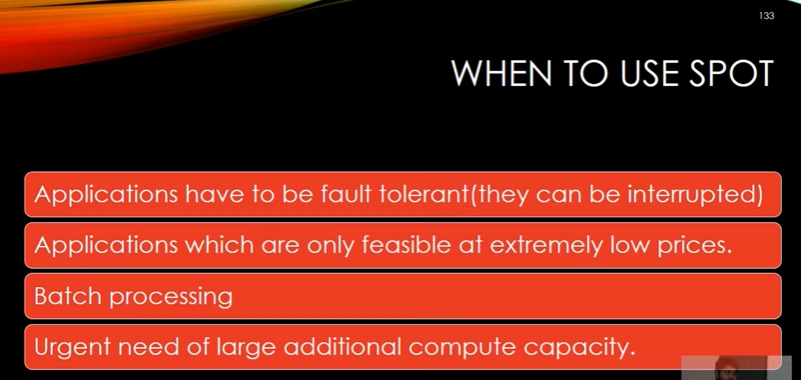 133
WHEN TO USE SPOT
Applications have to be fault tolerant(they can be interrupted)
Applications which are only feasible at extremely low prices.
Batch processing
Urgent need of large additional compute capacity.